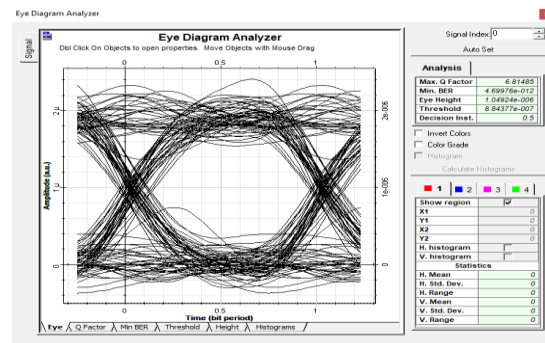 Eye Diagram Analyzer
Signal
Eye Diagram Analyzer
Dbl Click On Objects to open properties. Move Objects with Mouse Drag
0 0.5 1
2 µ
1 µ
0
Amplitude (a.u.)
2e-006
1e-006
0
0 0.5 1
Time (bit period)
Eye Q Factor Min BER Threshold Height Histograms
Signal Index: 0
Auto Set
Analysis
Max. Q Factor 6.81485
Min. BER 4.69976e-012
Eye Height 1.04924e-006
Threshold 8.84377e-007
Decision Inst. 0.5
Invert Colors
Color Grade
Histogram
Calculate Histograms
1 2 3 4
Show region
X1 0
Y1 0
X2 0
Y2 0
H. histogram
V. histogram
Statistics
H. Mean 0
H. Std. Dev. 0
H. Range 0
V. Mean 0
V. Std. Dev. 0
V. Range 0